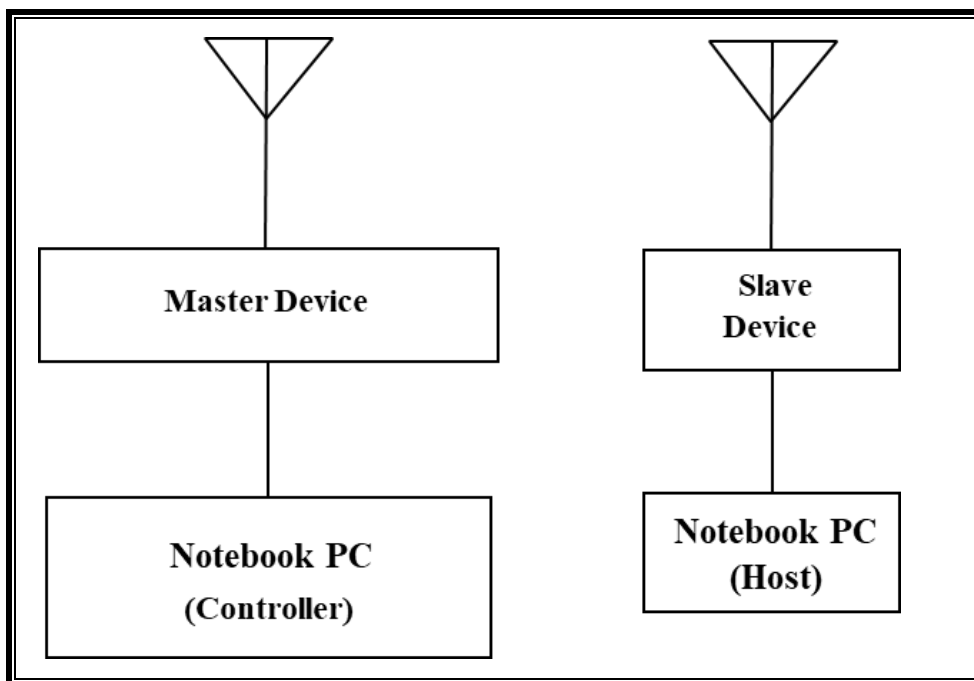 Master Device
Slave
Device
Notebook PC
(Controller)
Notebook PC
(Host)